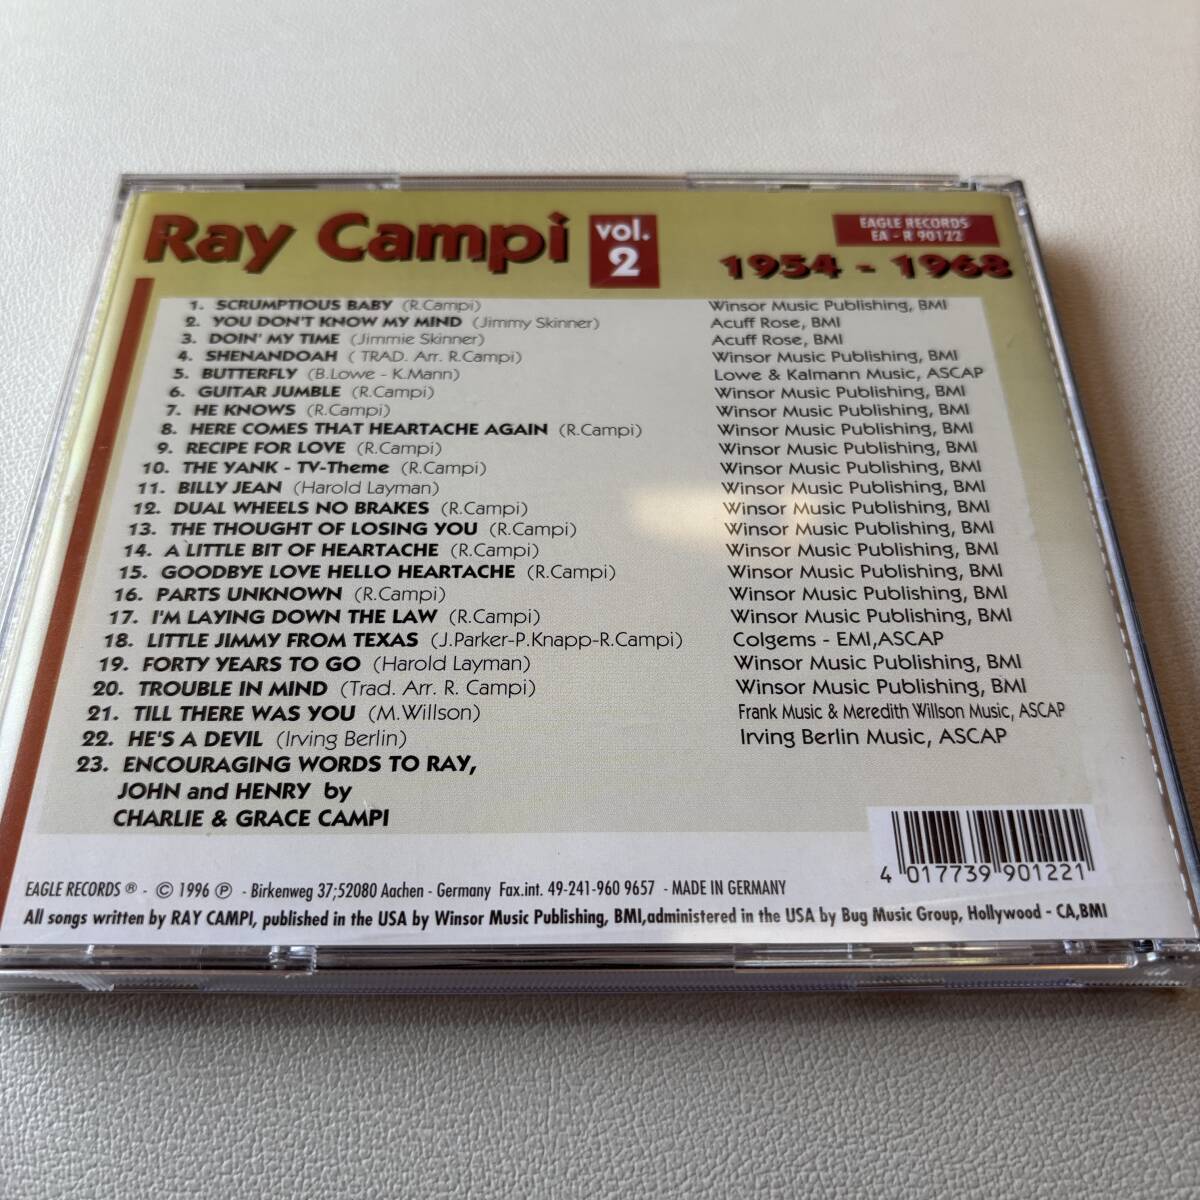 Ray Campi vol. 2
EAGLE RECORDS
EA - R 90122
1954 - 1968
1. SCRUMPTIOUS BABY (R.Campi) Winsor Music Publishing, BMI
2. YOU DON'T KNOW MY MIND (Jimmy Skinner) Acuff Rose, BMI
3. DOIN' MY TIME (Jimmie Skinner) Acuff Rose, BMI
4. SHENANDOAH ( TRAD. Arr. R.Campi) Winsor Music Publishing, BMI
5. BUTTERFLY (B.Lowe - K.Mann) Lowe & Kalmann Music, ASCAP
6. GUITAR JUMBLE (R.Campi) Winsor Music Publishing, BMI
7. HE KNOWS (R.Campi) Winsor Music Publishing, BMI
8. HERE COMES THAT HEARTACHE AGAIN (R.Campi) Winsor Music Publishing, BMI
9. RECIPE FOR LOVE (R.Campi) Winsor Music Publishing, BMI
10. THE YANK - TV-Theme (R.Campi) Winsor Music Publishing, BMI
11. BILLY JEAN (Harold Layman) Winsor Music Publishing, BMI
12. DUAL WHEELS NO BRAKES (R.Campi) Winsor Music Publishing, BMI
13. THE THOUGHT OF LOSING YOU (R.Campi) Winsor Music Publishing, BMI
14. A LITTLE BIT OF HEARTACHE (R.Campi) Winsor Music Publishing, BMI
15. GOODBYE LOVE HELLO HEARTACHE (R.Campi) Winsor Music Publishing, BMI
16. PARTS UNKNOWN (R.Campi) Winsor Music Publishing, BMI
17. I'M LAYING DOWN THE LAW (R.Campi) Winsor Music Publishing, BMI
18. LITTLE JIMMY FROM TEXAS (J.Parker-P.Knapp-R.Campi) Colgems - EMI,ASCAP
19. FORTY YEARS TO GO (Harold Layman) Winsor Music Publishing, BMI
20. TROUBLE IN MIND (Trad. Arr. R. Campi) Winsor Music Publishing, BMI
21. TILL THERE WAS YOU (M.Willson) Frank Music & Meredith Willson Music, ASCAP
22. HE'S A DEVIL (Irving Berlin) Irving Berlin Music, ASCAP
23. ENCOURAGING WORDS TO RAY,
JOHN and HENRY by
CHARLIE & GRACE CAMPI
4 017739 901221
EAGLE RECORDS ® - © 1996 ℗ - Birkenweg 37;52080 Aachen - Germany Fax.int. 49-241-960 9657 - MADE IN GERMANY
All songs written by RAY CAMPI, published in the USA by Winsor Music Publishing, BMI,administered in the USA by Bug Music Group, Hollywood - CA,BMI